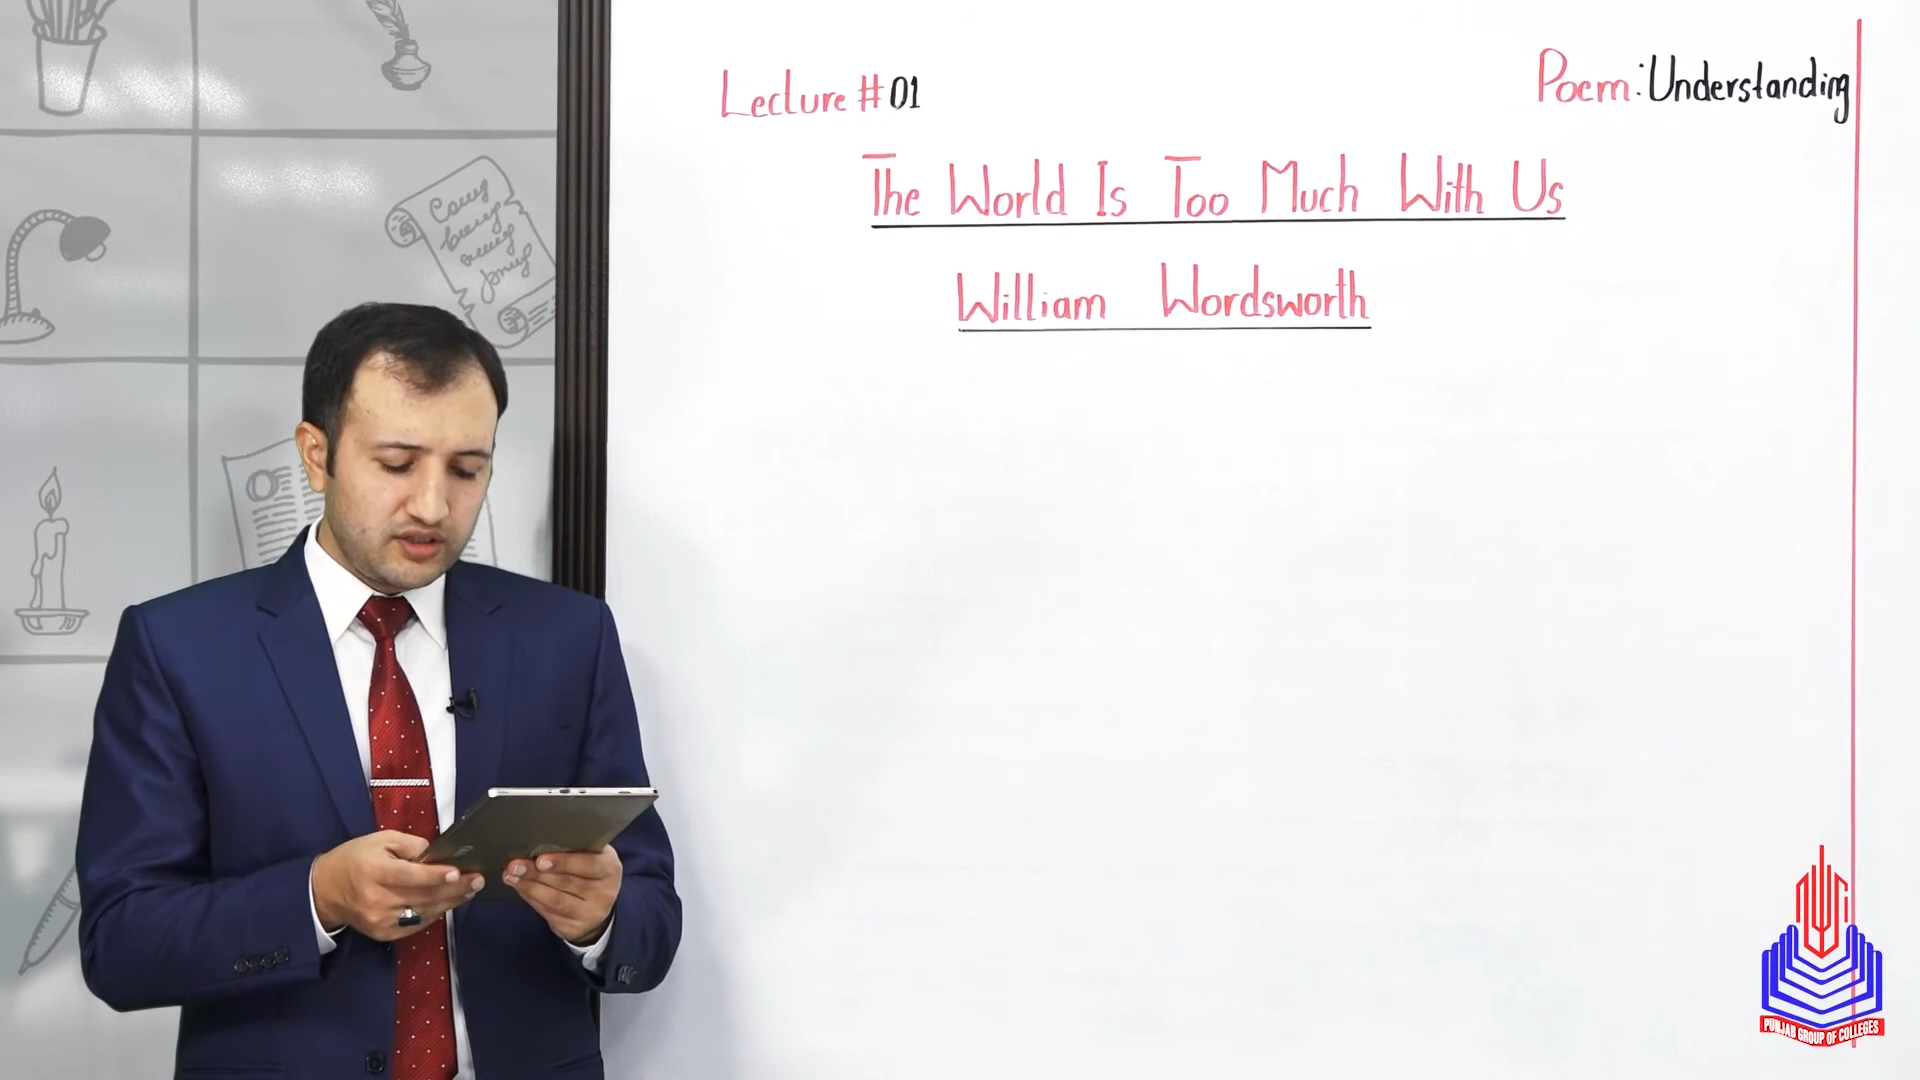 Lecture # 01
Poem : Understanding
The World Is Too Much With Us
William Wordsworth
PUNJAB GROUP OF COLLEGES